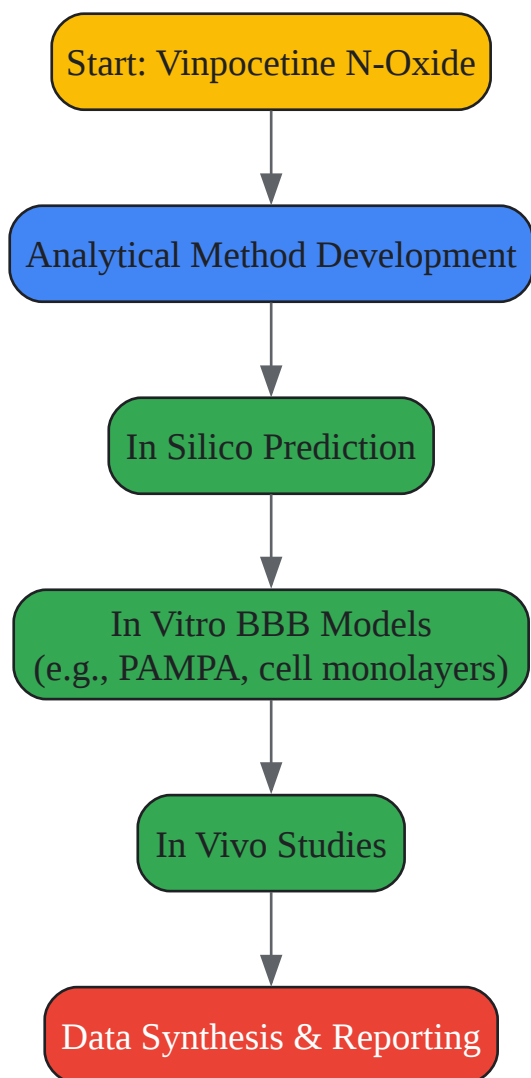 Start: Vinpocetine N-Oxide
Analytical Method Development
In Silico Prediction
In Vitro BBB Models
(e.g., PAMPA, cell monolayers)
In Vivo Studies
Data Synthesis & Reporting